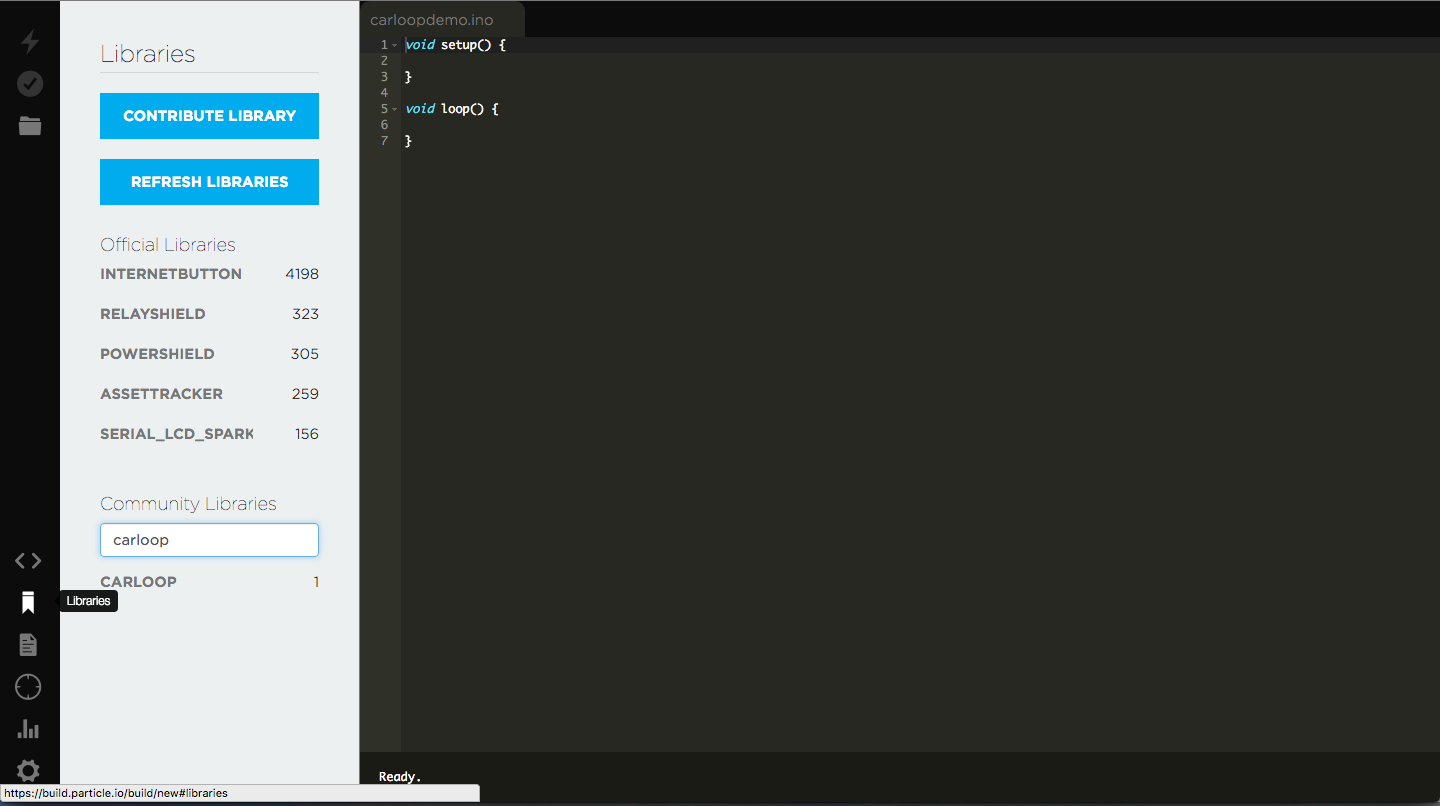 Libraries
CONTRIBUTE LIBRARY
REFRESH LIBRARIES
Official Libraries
INTERNETBUTTON 4198
RELAYSHIELD 323
POWERSHIELD 305
ASSETTRACKER 259
SERIAL_LCD_SPARK 156
Community Libraries
carloop
CARLOOP 1
Libraries
carloopdemo.ino
1 void setup() {
2
3 }
4
5 void loop() {
6
7 }
Ready.
https://build.particle.io/build/new#libraries